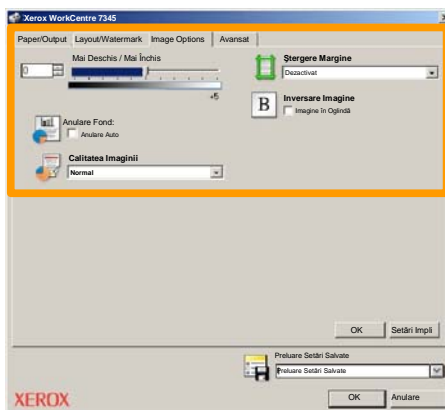 Xerox WorkCentre 7345
Paper/Output Layout/Watermark Image Options Avansat
Mai Deschis / Mai Închis
0
+5
Ștergere Margine
Dezactivat
Anulare Fond:
Anulare Auto
B
Inversare Imagine
Imagine în Oglindă
Calitatea Imaginii
Normal
OK Setări Impli
Preluare Setări Salvate
Preluare Setări Salvate
XEROX
OK Anulare